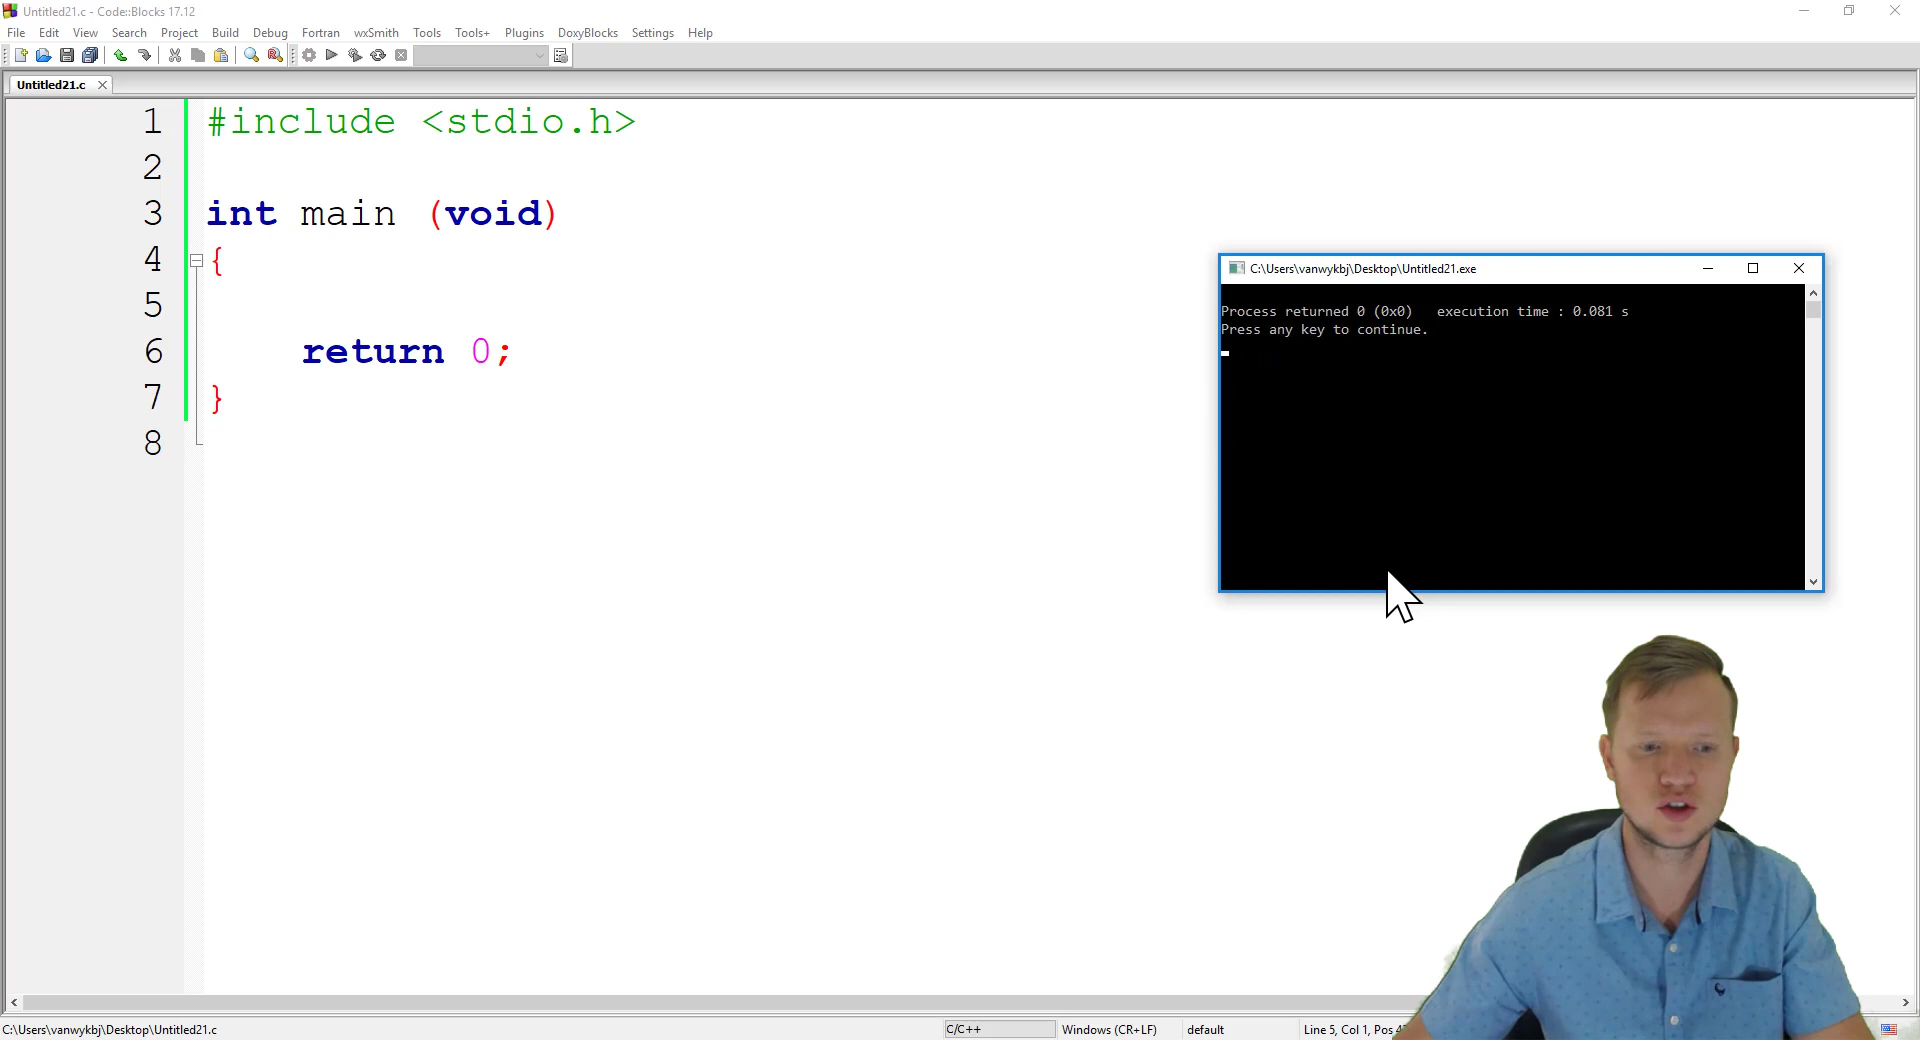 Untitled21.c - Code::Blocks 17.12
File Edit View Search Project Build Debug Fortran wxSmith Tools Tools+ Plugins DoxyBlocks Settings Help
Untitled21.c
1 #include <stdio.h>
2
3 int main (void)
4 {
5
6 return 0;
7 }
8
C:\Users\vanwykbj\Desktop\Untitled21.exe
Process returned 0 (0x0) execution time : 0.081 s
Press any key to continue.
C:\Users\vanwykbj\Desktop\Untitled21.c C/C++ Windows (CR+LF) default Line 5, Col 1, Pos